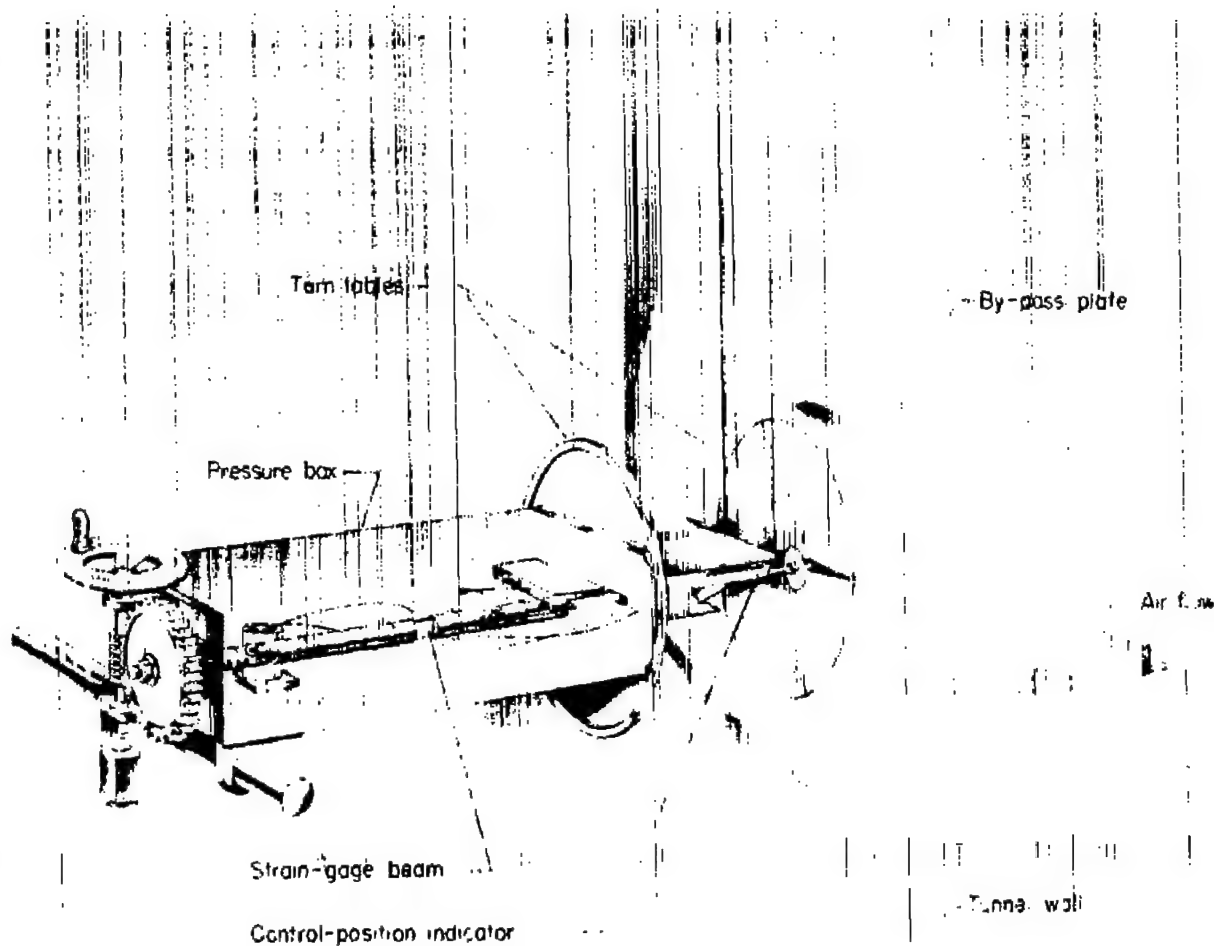 Turn tables
By-pass plate
Pressure box
Air flow
Strain-gage beam
Tunnel wall
Control-position indicator